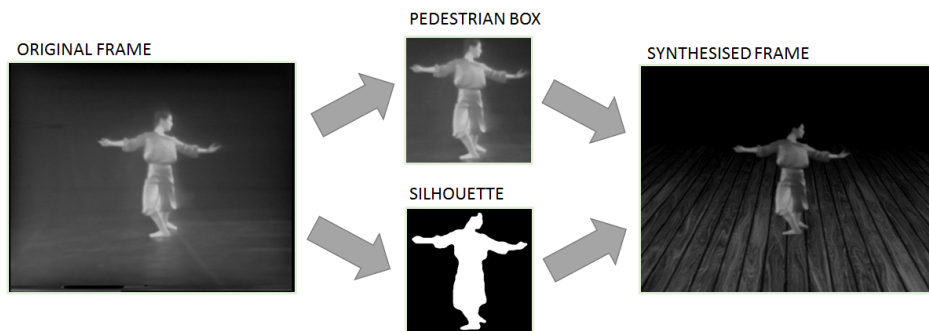 ORIGINAL FRAME
PEDESTRIAN BOX
SILHOUETTE
SYNTHESISED FRAME